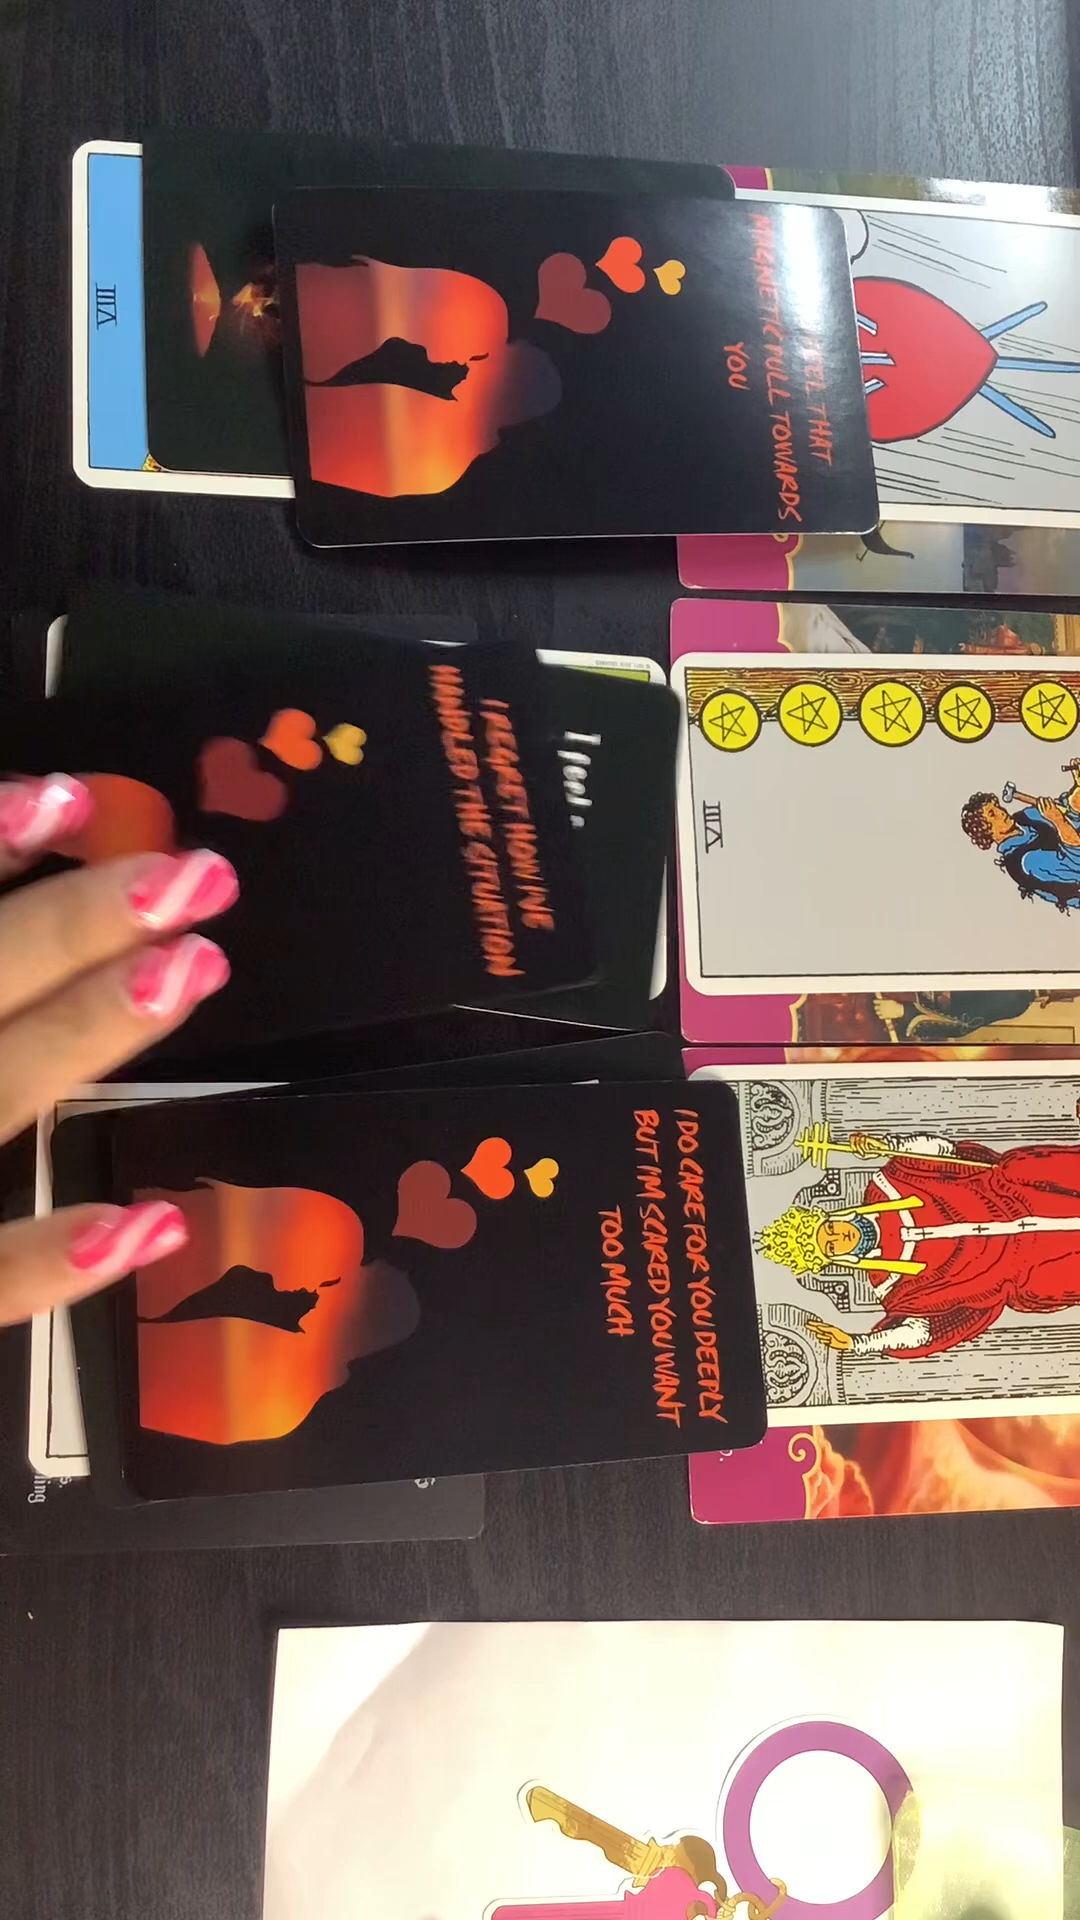 VIII
FEEL THAT
MAGNETIC PULL TOWARDS
YOU
I feel
I REGRET HOW I'VE
HANDLED THE SITUATION
VIII
I DO CARE FOR YOU DEEPLY
BUT I'M SCARED YOU WANT
TOO MUCH